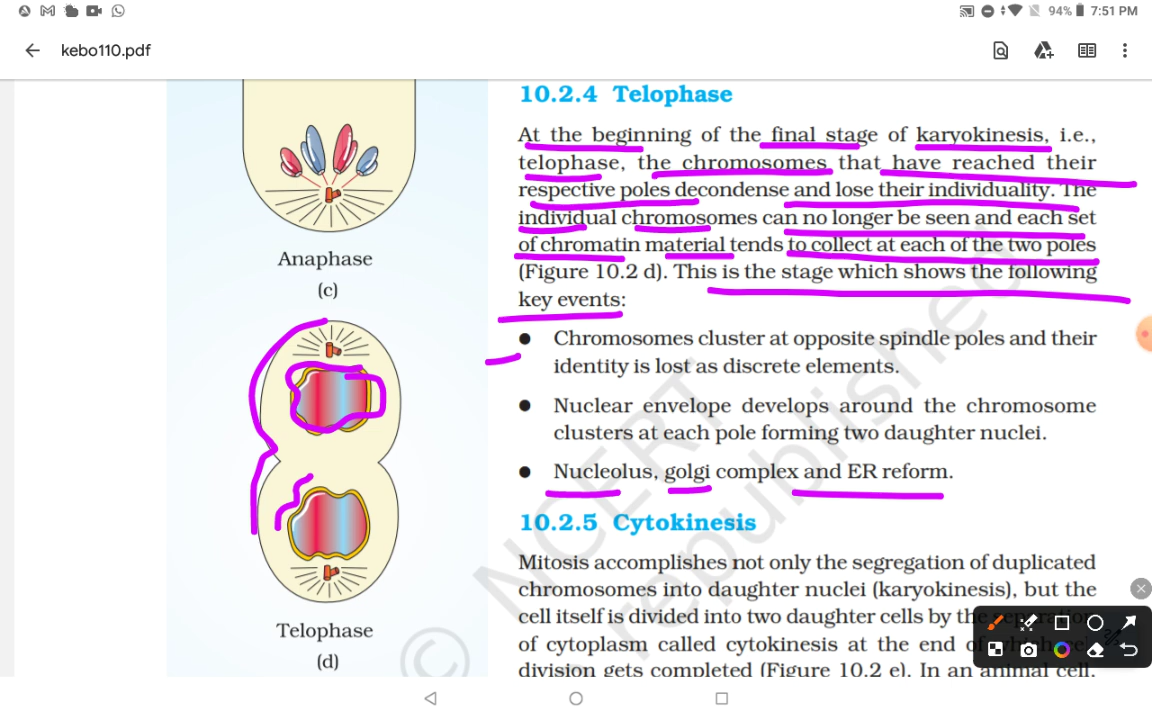 94% 7:51 PM
kebo110.pdf
Anaphase
(c)
Telophase
(d)
10.2.4 Telophase
At the beginning of the final stage of karyokinesis, i.e.,
telophase, the chromosomes that have reached their
respective poles decondense and lose their individuality. The
individual chromosomes can no longer be seen and each set
of chromatin material tends to collect at each of the two poles
(Figure 10.2 d). This is the stage which shows the following
key events:
● Chromosomes cluster at opposite spindle poles and their
identity is lost as discrete elements.
● Nuclear envelope develops around the chromosome
clusters at each pole forming two daughter nuclei.
● Nucleolus, golgi complex and ER reform.
10.2.5 Cytokinesis
Mitosis accomplishes not only the segregation of duplicated
chromosomes into daughter nuclei (karyokinesis), but the
cell itself is divided into two daughter cells by the separation
of cytoplasm called cytokinesis at the end of
division gets completed (Figure 10.2 e). In an animal cell,
© NCERT
republished